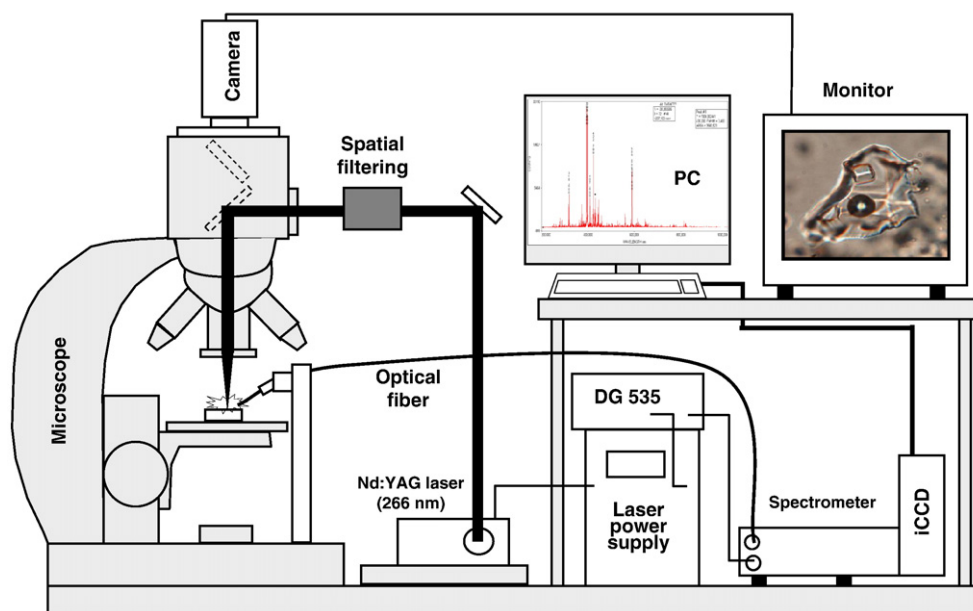 Camera
Spatial
filtering
Monitor
PC
Microscope
Optical
fiber
DG 535
Nd:YAG laser
(266 nm)
Laser
power
supply
Spectrometer
iCCD